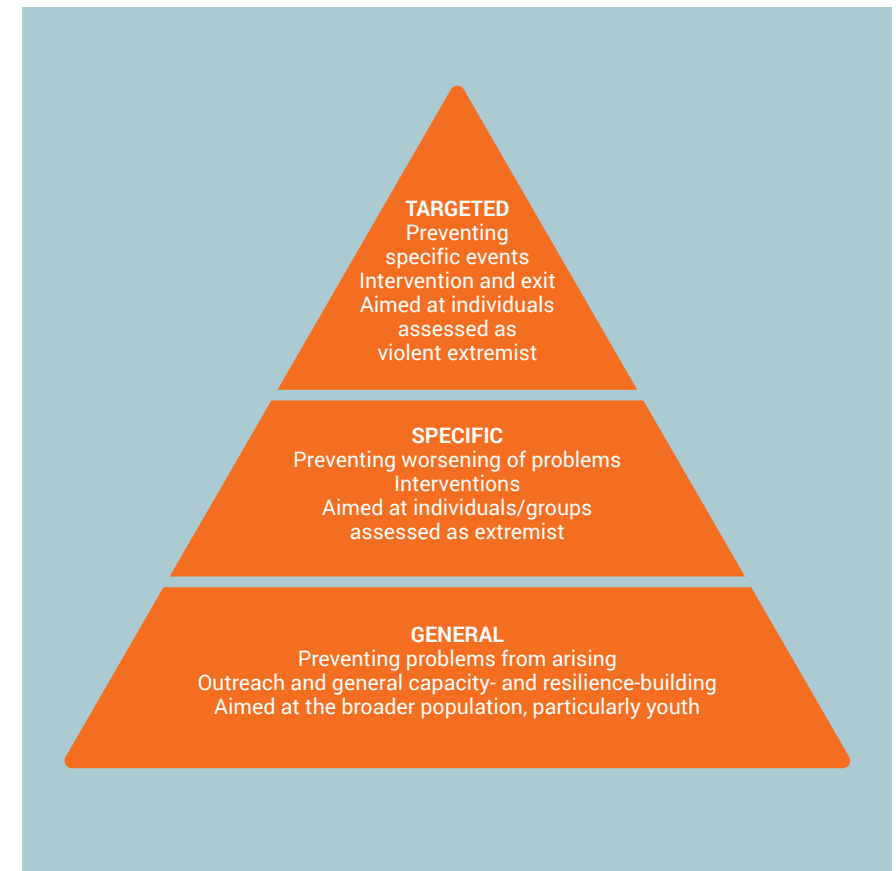 TARGETED
Preventing
specific events
Intervention and exit
Aimed at individuals
assessed as
violent extremist
SPECIFIC
Preventing worsening of problems
Interventions
Aimed at individuals/groups
assessed as extremist
GENERAL
Preventing problems from arising
Outreach and general capacity- and resilience-building
Aimed at the broader population, particularly youth